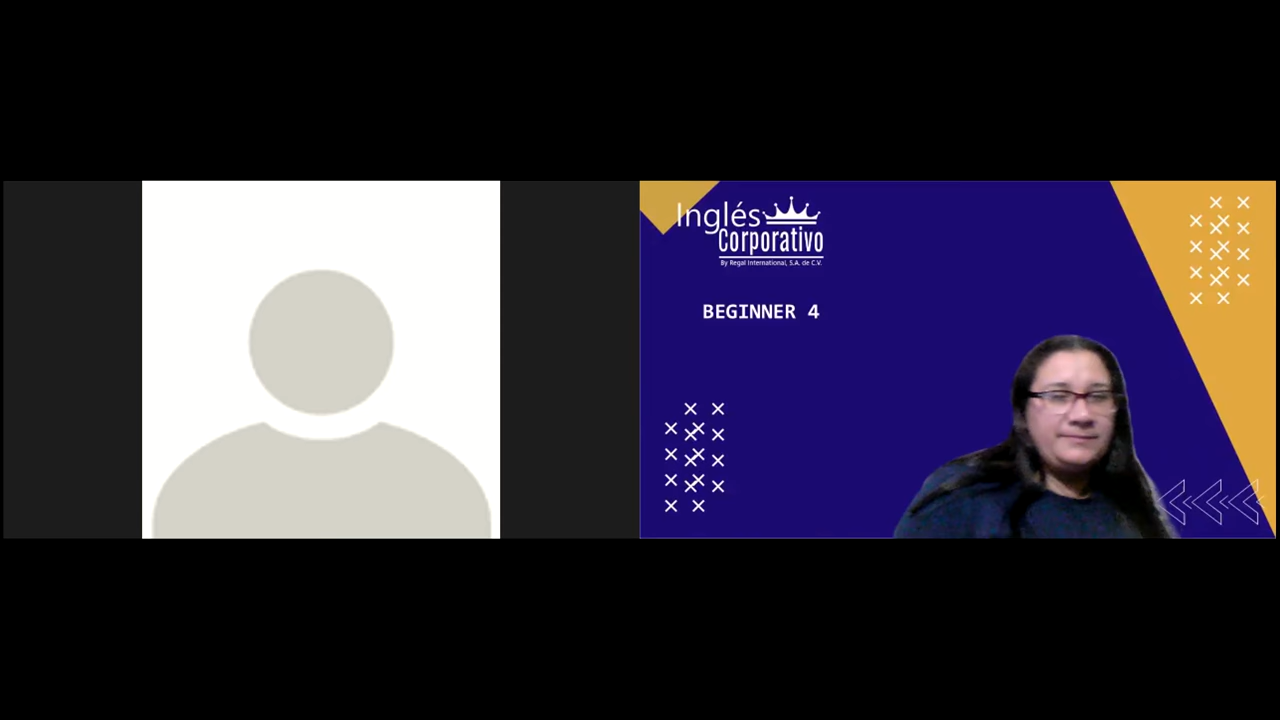 Inglés
Corporativo
By Regal International, S.A. de C.V.
BEGINNER 4